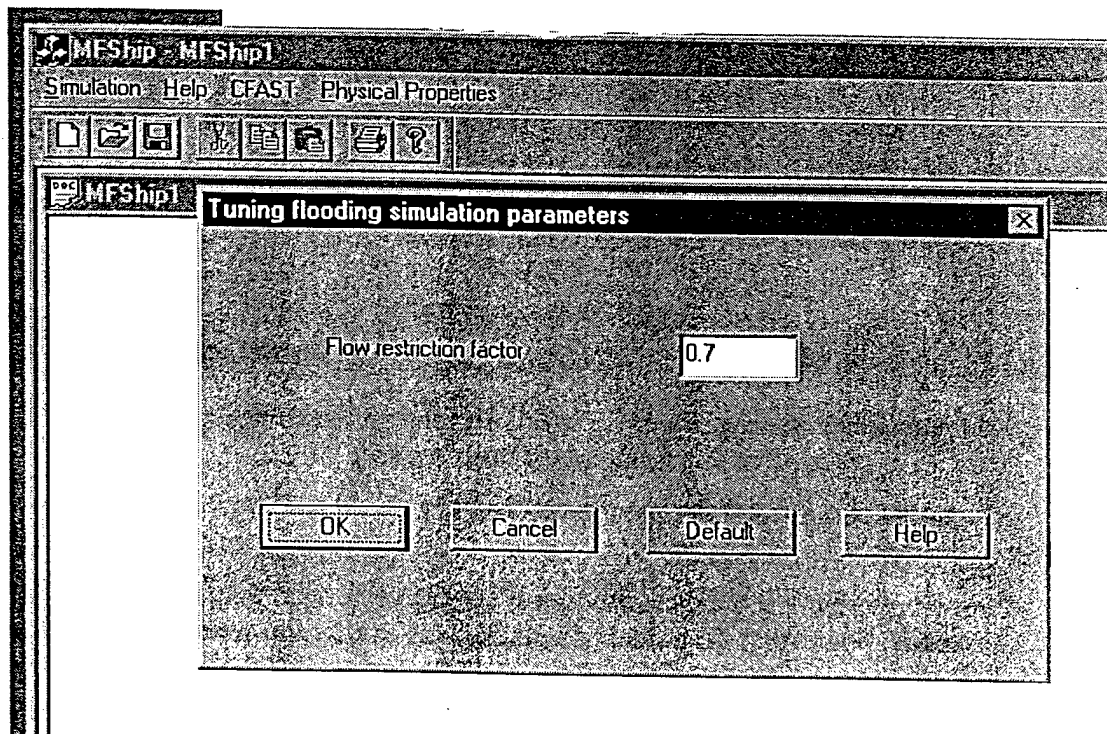 MFShip - MFShip1
Simulation Help CFAST Physical Properties
MFShip1
Tuning flooding simulation parameters
Flow restriction factor 0.7
OK Cancel Default Help